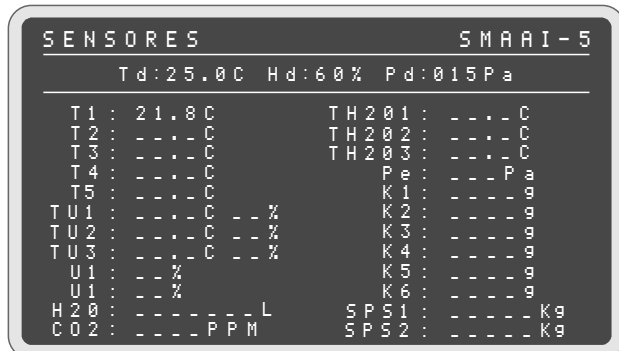 SENSORES SMAAI-5
Td:25.0C Hd:60% Pd:015Pa
T1: 21.8C TH201: __._C
T2: __._C TH202: __._C
T3: __._C TH203: __._C
T4: __._C Pe: ___Pa
T5: __._C K1: ____g
TU1: __._C __% K2: ____g
TU2: __._C __% K3: ____g
TU3: __._C __% K4: ____g
U1: __% K5: ____g
U1: __% K6: ____g
H20: _______L SPS1: _____Kg
CO2: ____PPM SPS2: _____Kg